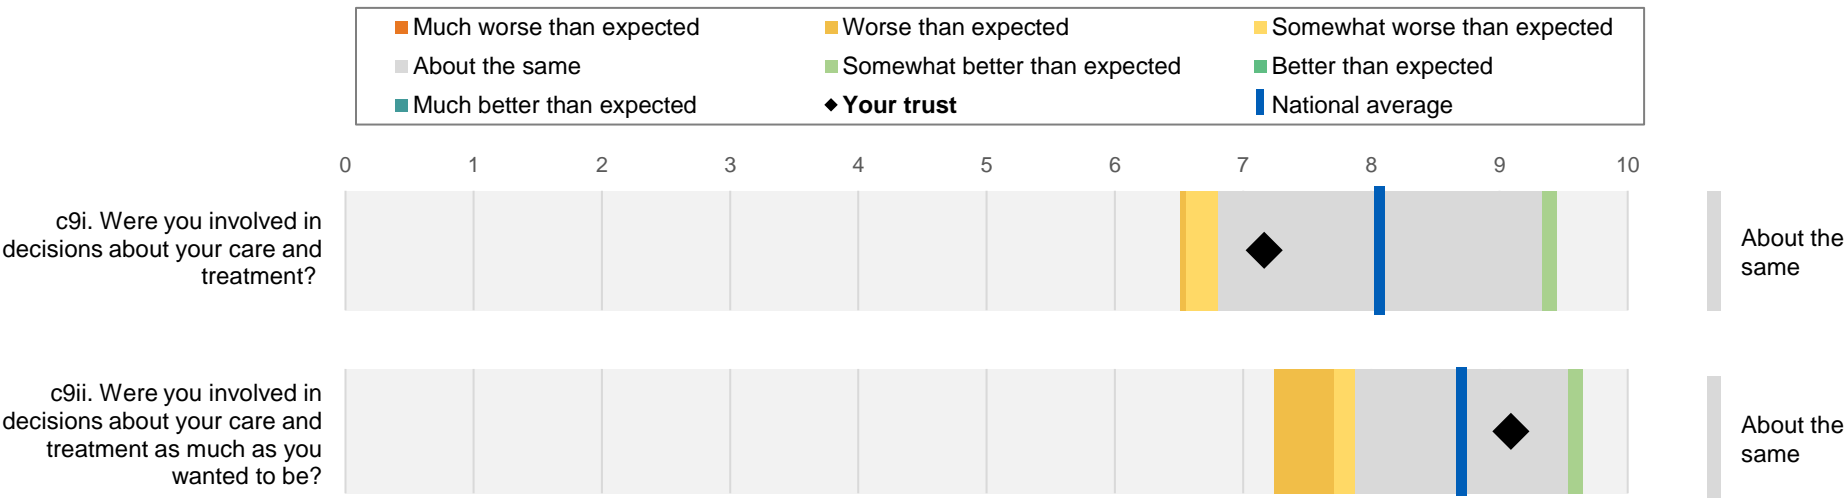 Much worse than expected
Worse than expected
Somewhat worse than expected
About the same
Somewhat better than expected
Better than expected
Much better than expected
Your trust
National average
0 1 2 3 4 5 6 7 8 9 10
c9i. Were you involved in
decisions about your care and
treatment?
About the
same
c9ii. Were you involved in
decisions about your care and
treatment as much as you
wanted to be?
About the
same